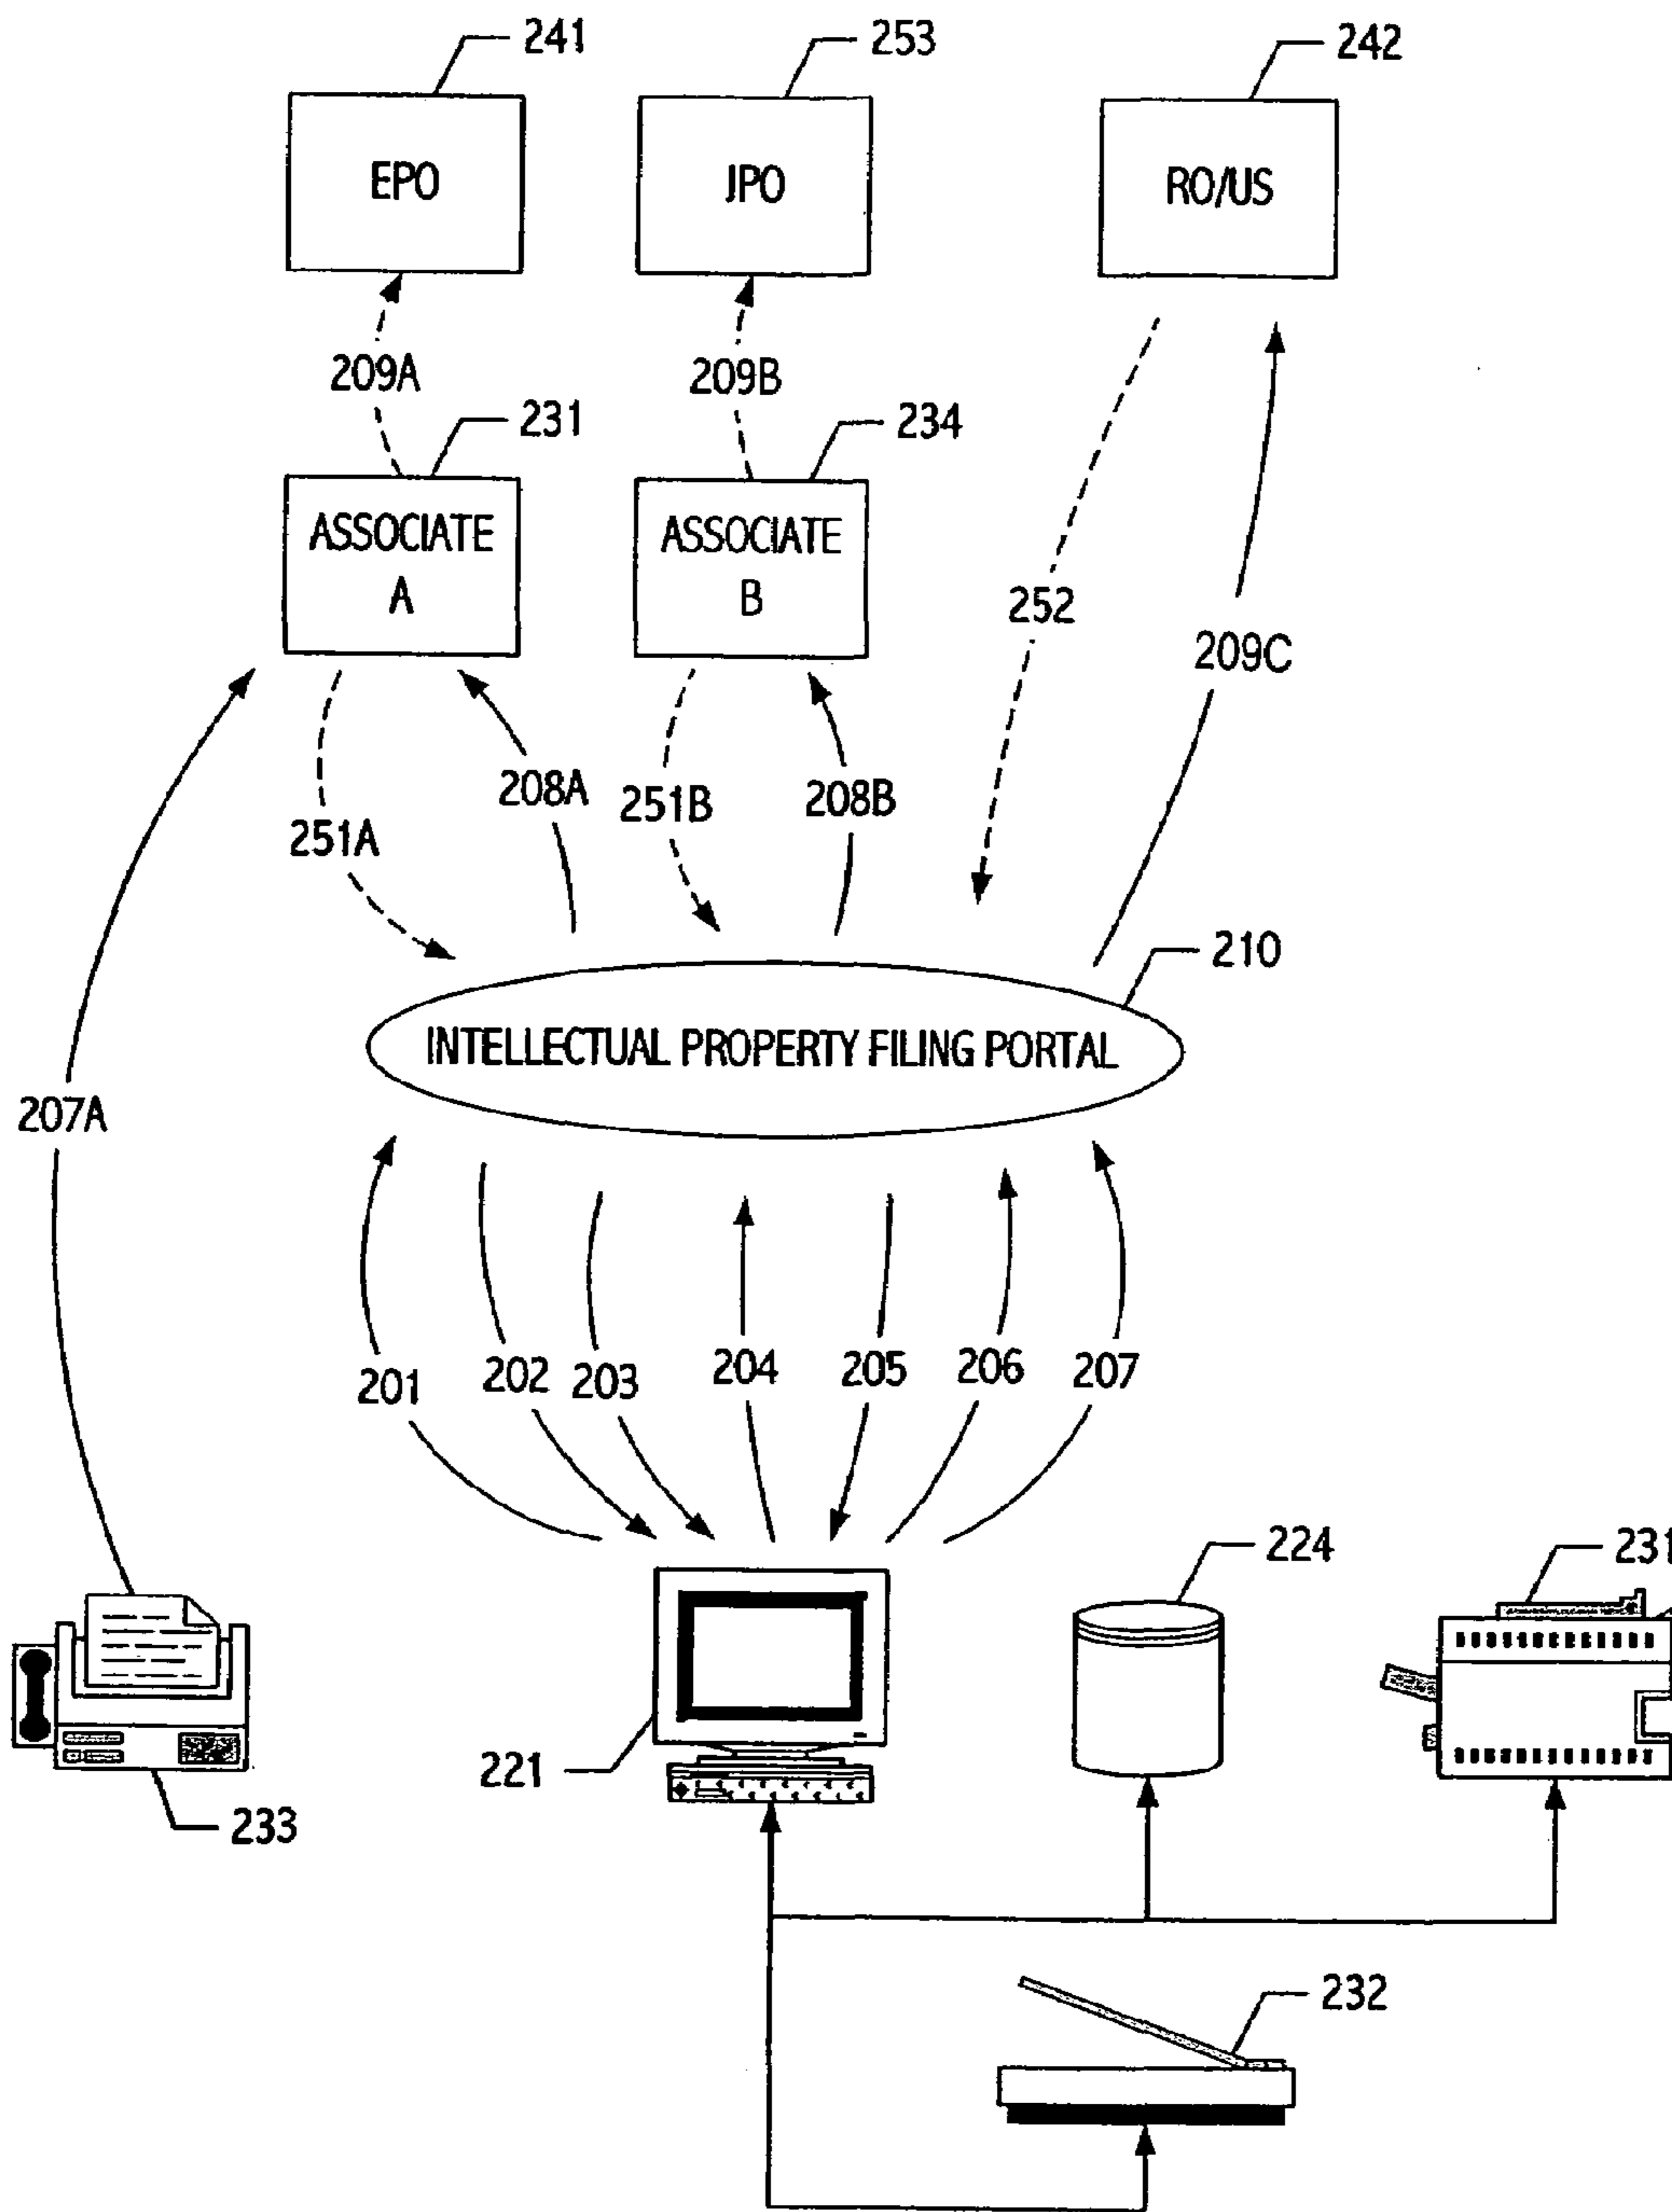 241
253
242
EPO
JPO
RO/US
209A
209B
231
234
ASSOCIATE
A
ASSOCIATE
B
252
209C
208A
208B
251A
251B
210
INTELLECTUAL PROPERTY FILING PORTAL
207A
201
202
203
204
205
206
207
224
231
221
233
232